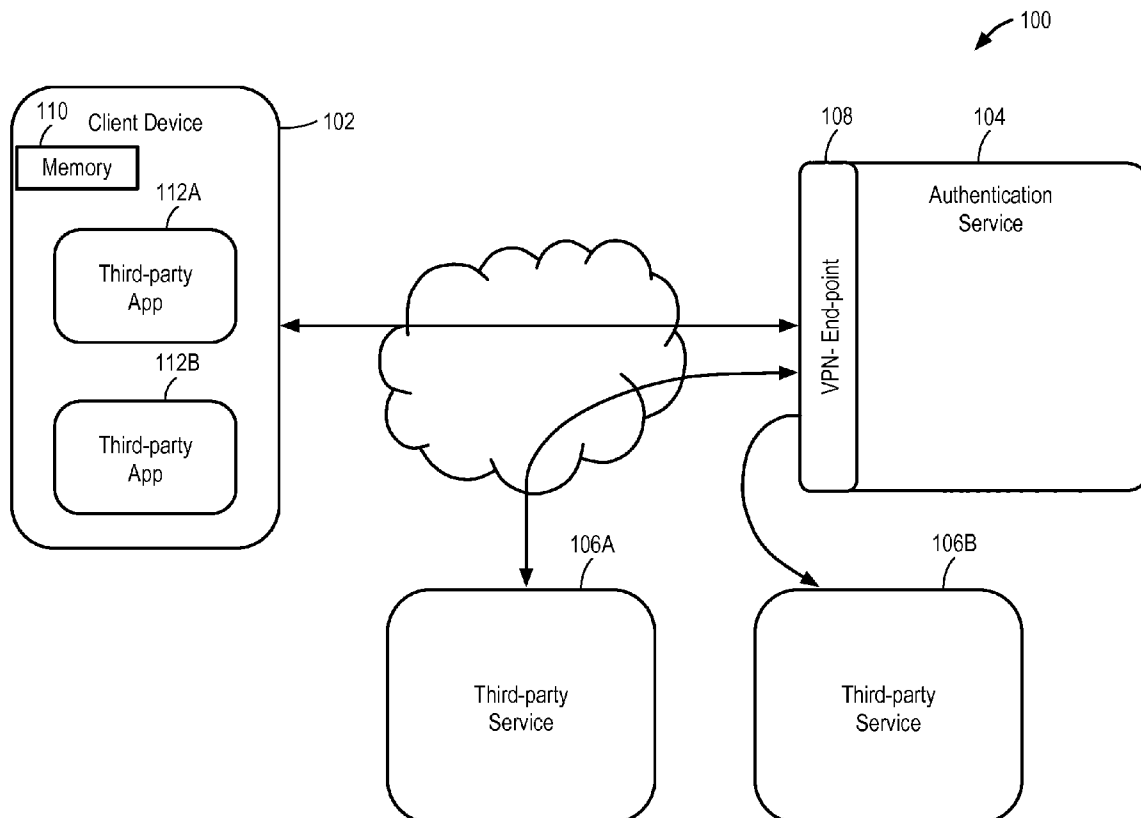 100
110
Client Device
102
Memory
112A
Third-party
App
112B
Third-party
App
108
104
Authentication
Service
VPN- End-point
106A
Third-party
Service
106B
Third-party
Service